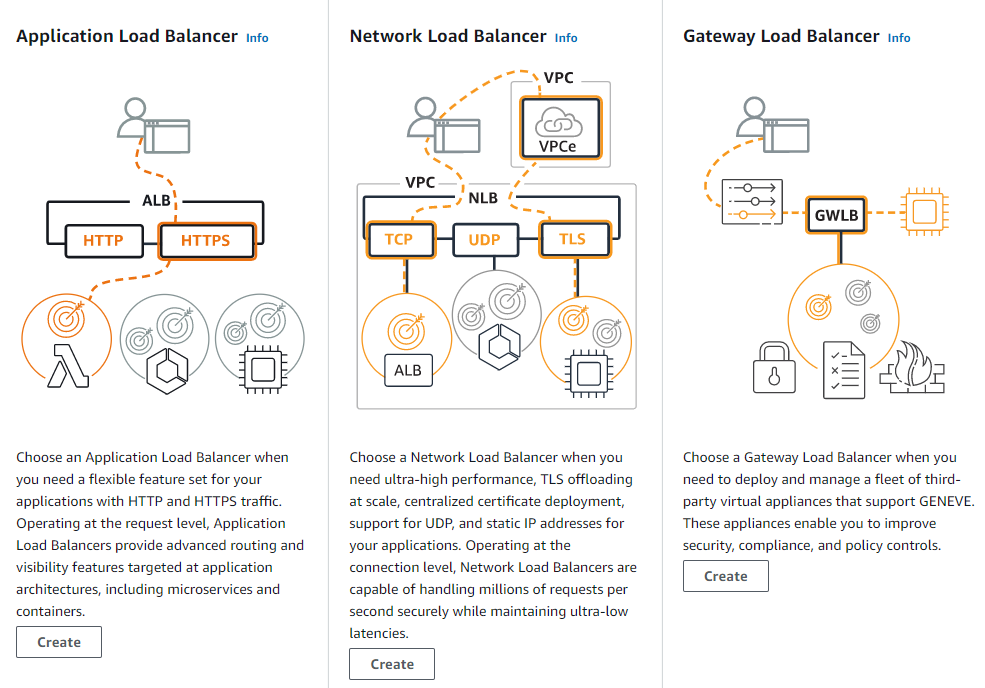 Application Load Balancer Info
ALB
HTTP
HTTPS
Choose an Application Load Balancer when
you need a flexible feature set for your
applications with HTTP and HTTPS traffic.
Operating at the request level, Application
Load Balancers provide advanced routing and
visibility features targeted at application
architectures, including microservices and
containers.
Create
Network Load Balancer Info
VPC
VPCe
VPC
NLB
TCP
UDP
TLS
ALB
Choose a Network Load Balancer when you
need ultra-high performance, TLS offloading
at scale, centralized certificate deployment,
support for UDP, and static IP addresses for
your applications. Operating at the
connection level, Network Load Balancers are
capable of handling millions of requests per
second securely while maintaining ultra-low
latencies.
Create
Gateway Load Balancer Info
GWLB
Choose a Gateway Load Balancer when you
need to deploy and manage a fleet of third-
party virtual appliances that support GENEVE.
These appliances enable you to improve
security, compliance, and policy controls.
Create